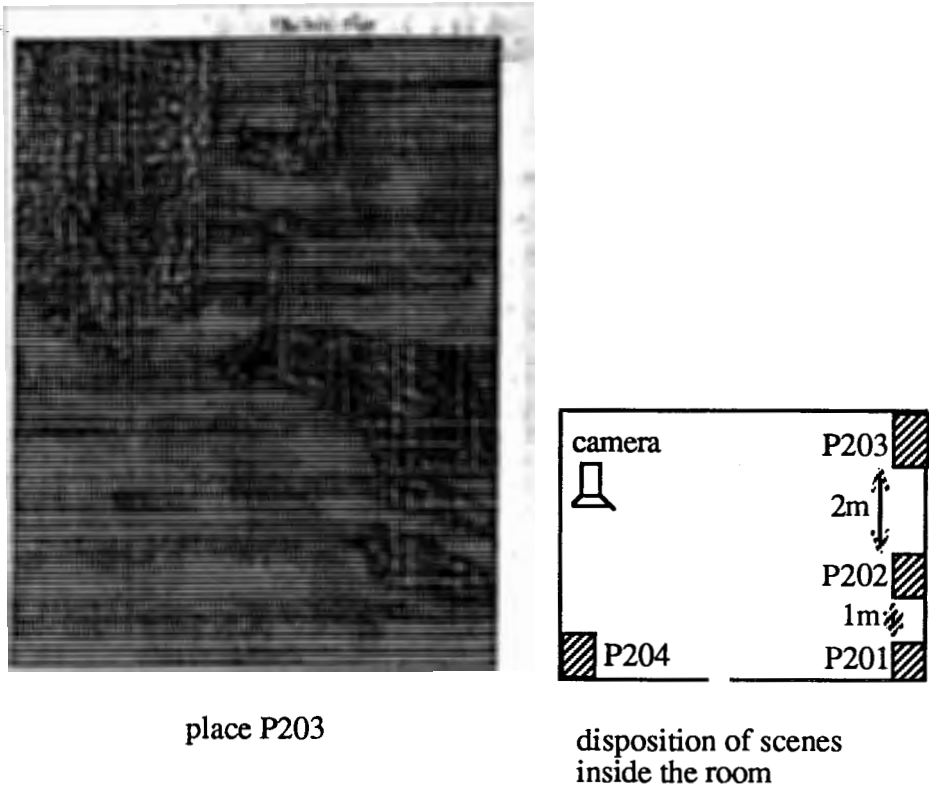 camera
P203
2m
P202
1m
P204
P201
place P203
disposition of scenes
inside the room